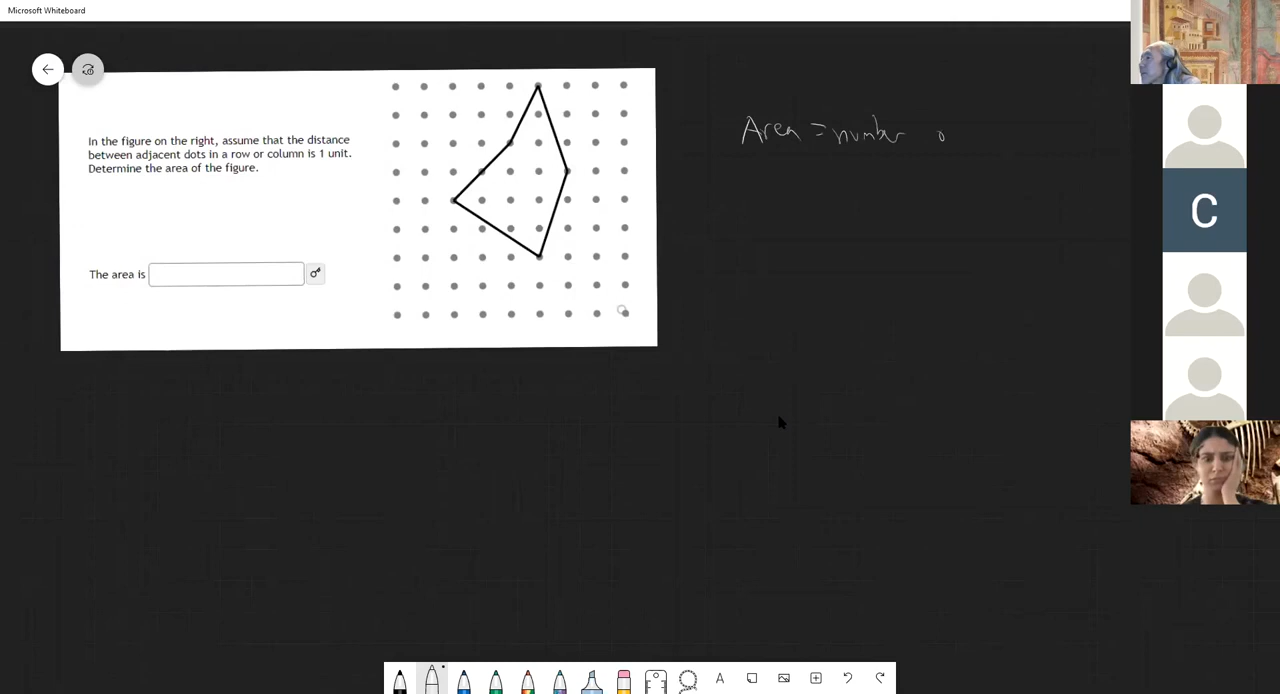 Microsoft Whiteboard
In the figure on the right, assume that the distance
between adjacent dots in a row or column is 1 unit.
Determine the area of the figure.
Area = number o
C
The area is
A